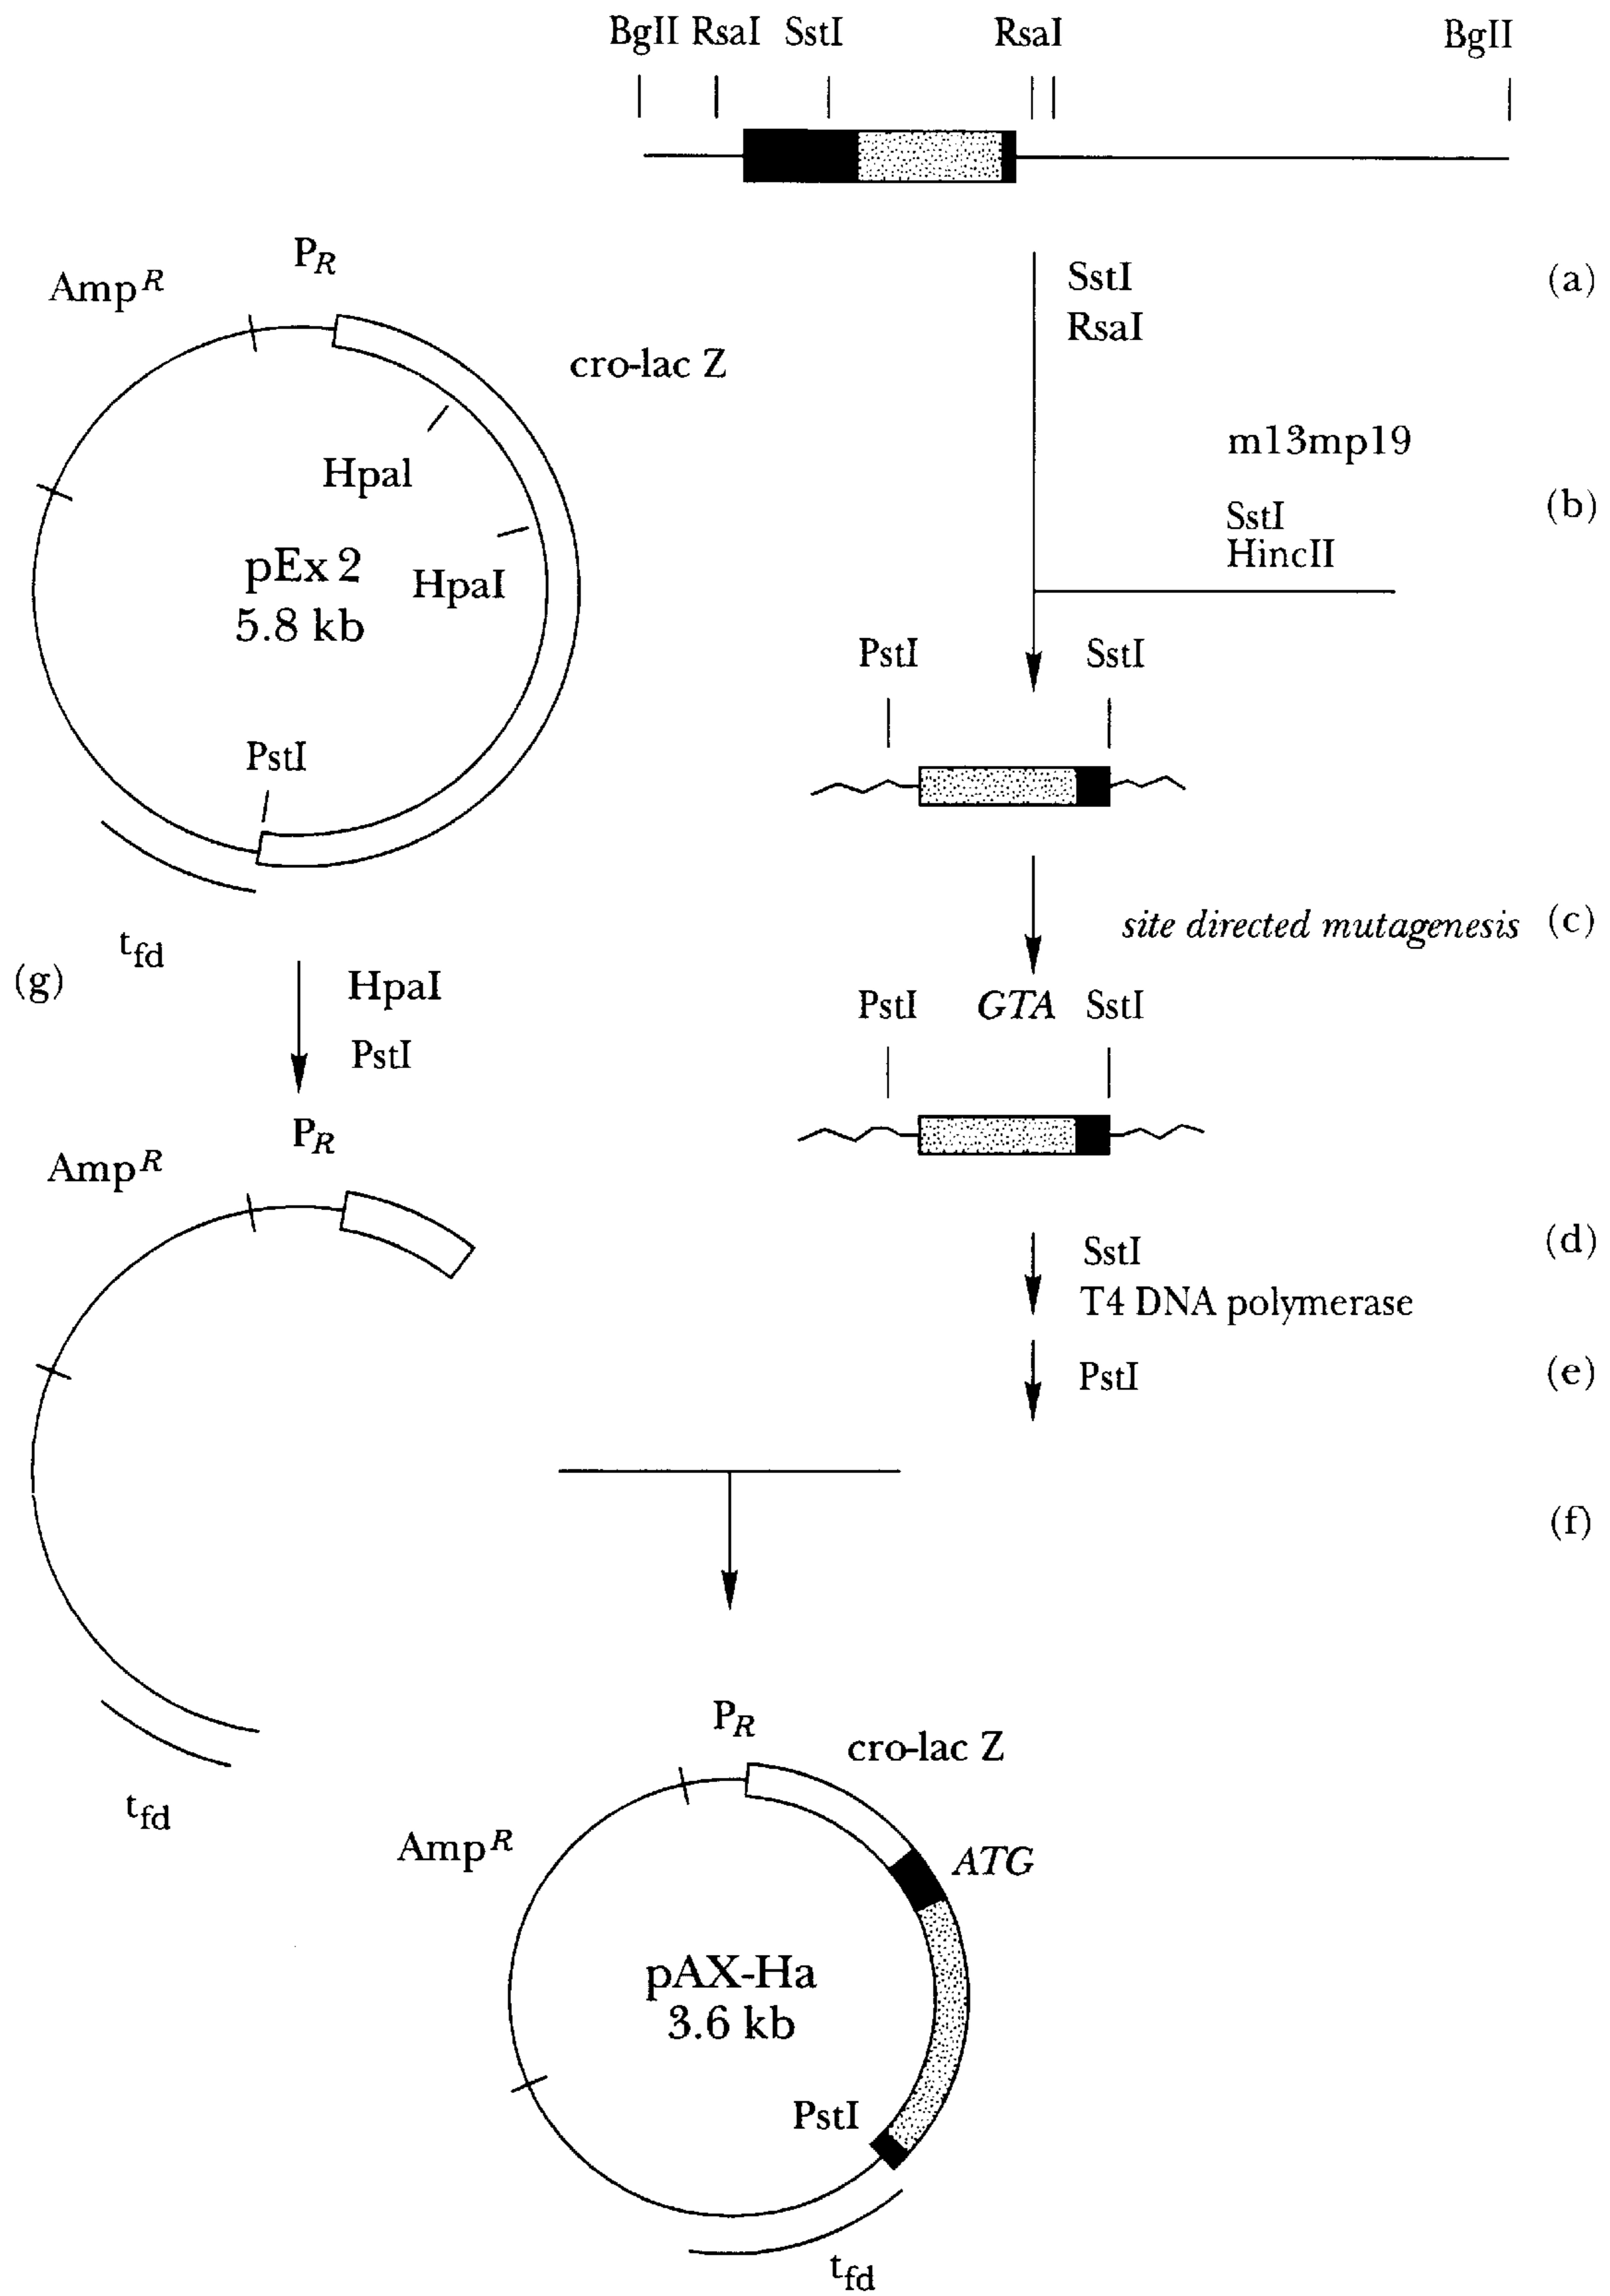 BgII RsaI SstI RsaI BgII
(a)
SstI
RsaI
Amp^R
P_R
cro-lac Z
HpaI
HpaI
pEx 2
5.8 kb
PstI
t_fd
m13mp19
(b)
SstI
HincII
PstI SstI
site directed mutagenesis (c)
(g)
HpaI
PstI
PstI GTA SstI
Amp^R
P_R
t_fd
(d)
SstI
T4 DNA polymerase
PstI (e)
(f)
P_R
cro-lac Z
Amp^R
ATG
pAX-Ha
3.6 kb
PstI
t_fd